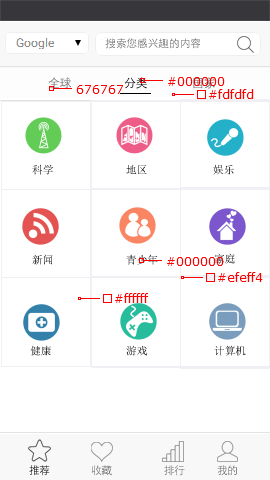 Google ▼ 搜索您感兴趣的内容
全球 分类 国家
#000000
676767
#fdfdfd
科学 地区 娱乐
新闻 青少年 家庭
#000000
#efeff4
#ffffff
健康 游戏 计算机
推荐 收藏 排行 我的